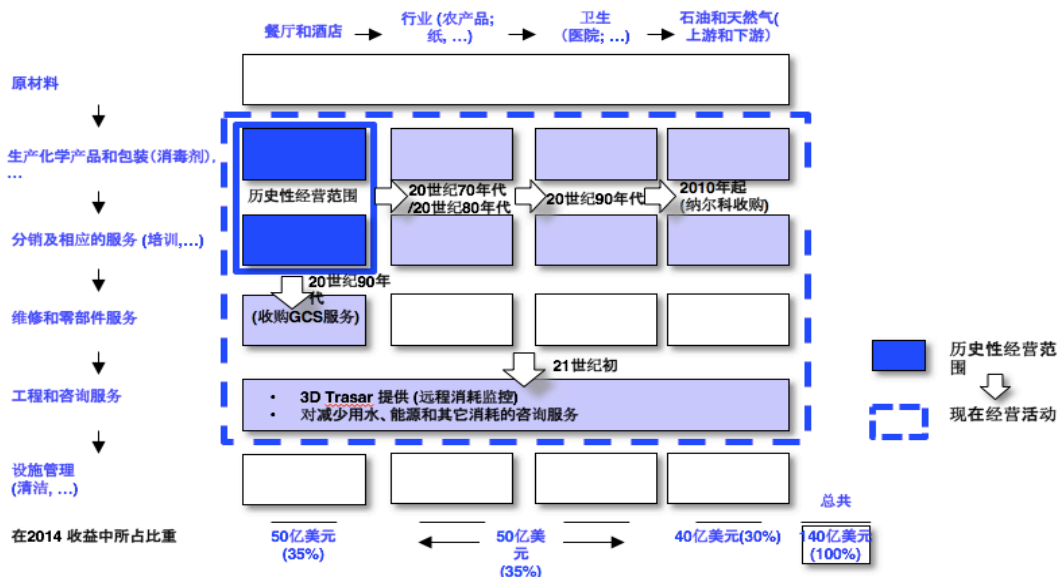 餐厅和酒店
行业 (农产品;
纸, …)
卫生
(医院; …)
石油和天然气(
上游和下游)
原材料
生产化学产品和包装(消毒剂),
…
历史性经营范围
20世纪70年代
/20世纪80年代
20世纪90年代
2010年起
(纳尔科收购)
分销及相应的服务 (培训,…)
20世纪90年
代
(收购GCS服务)
维修和零部件服务
21世纪初
工程和咨询服务
• 3D Trasar 提供 (远程消耗监控)
• 对减少用水、能源和其它消耗的咨询服务
历史性经营范
围
现在经营活动
设施管理
(清洁, …)
总共
在2014 收益中所占比重
50亿美元
(35%)
50亿美
元
(35%)
40亿美元(30%)
140亿美元
(100%)